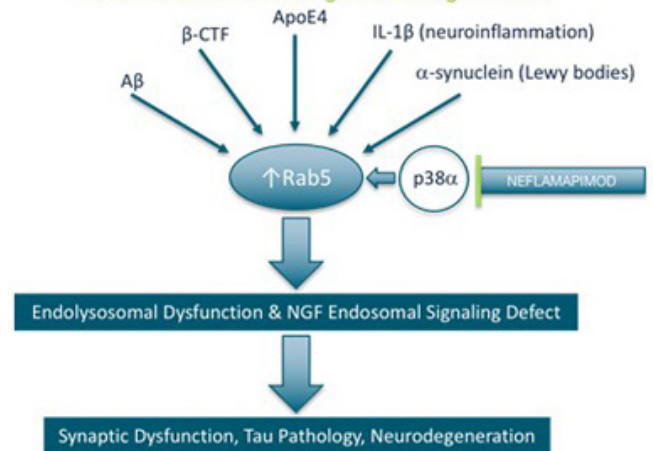 ApoE4
β-CTF
IL-1β (neuroinflammation)
Aβ
α-synuclein (Lewy bodies)
↑Rab5
p38α
NEFLAMAPIMOD
Endolysosomal Dysfunction & NGF Endosomal Signaling Defect
Synaptic Dysfunction, Tau Pathology, Neurodegeneration